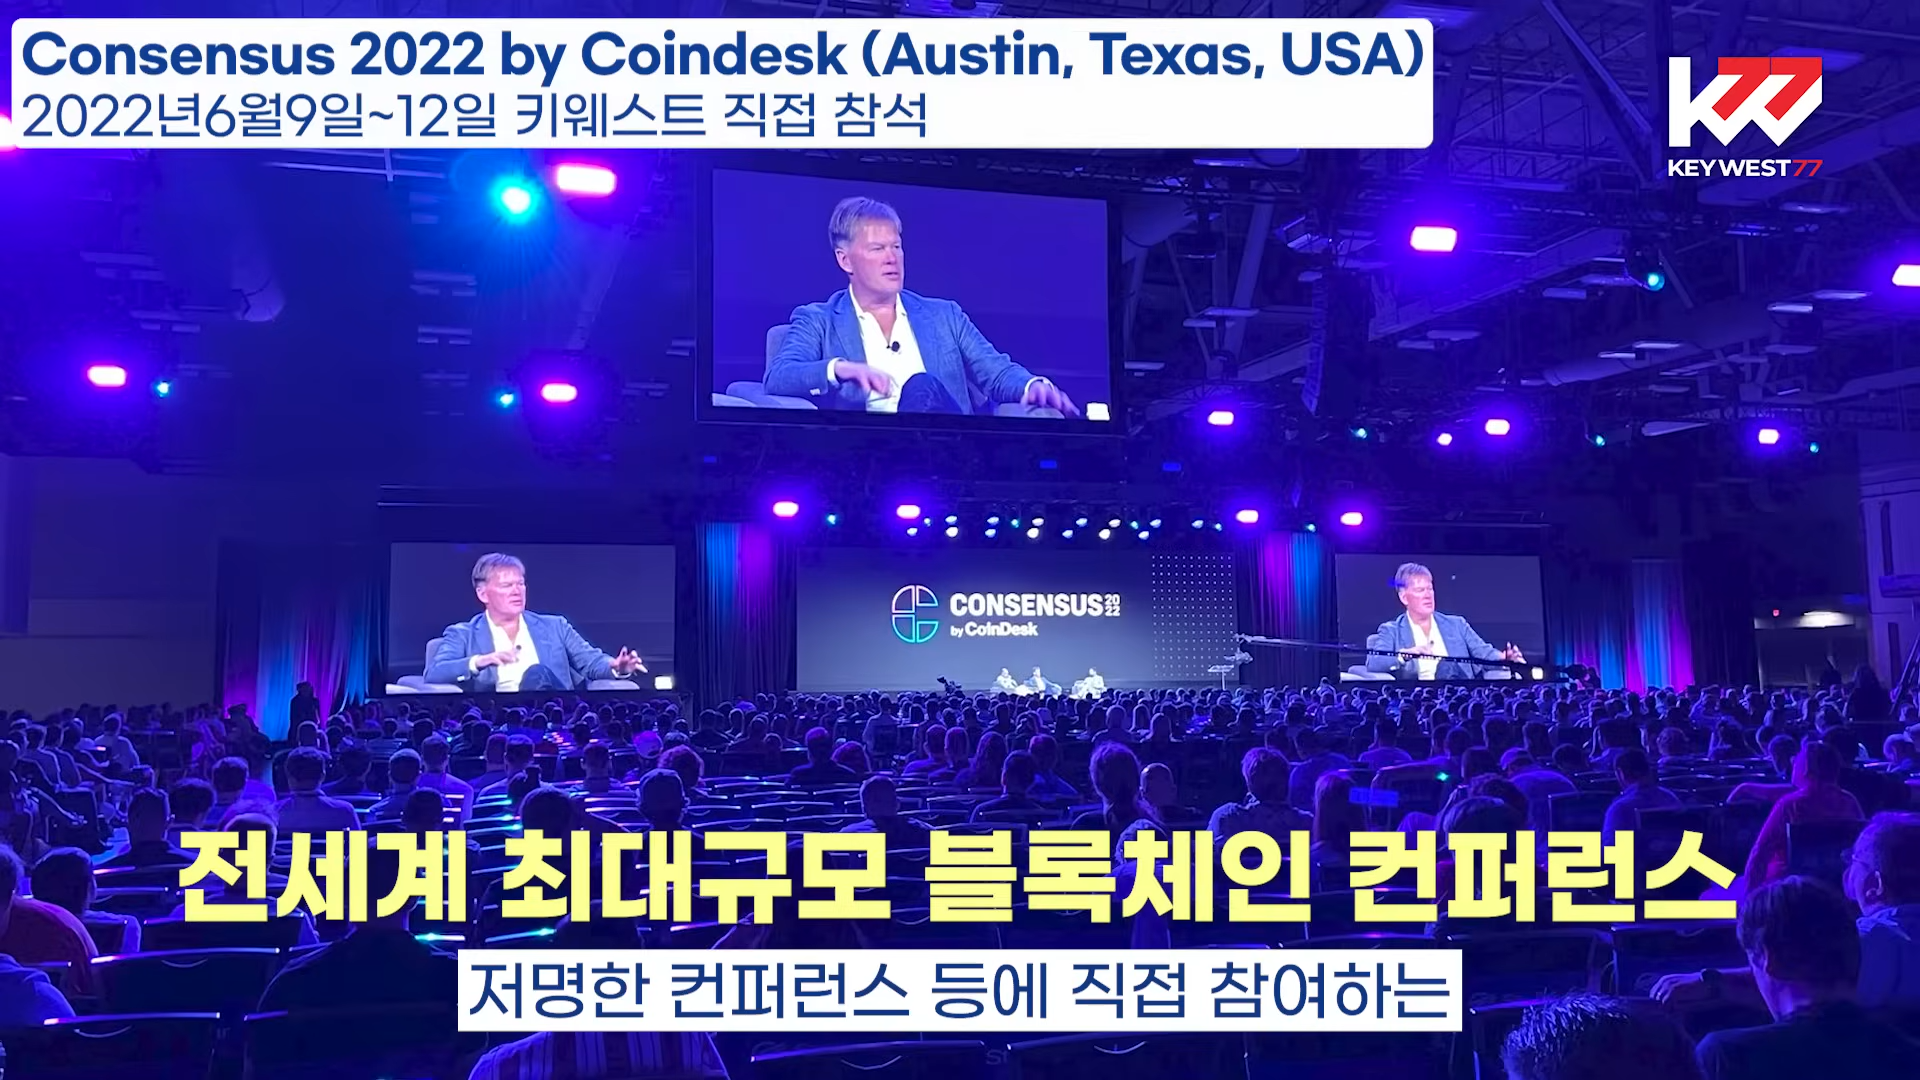 Consensus 2022 by Coindesk (Austin, Texas, USA)
2022년6월9일~12일 키웨스트 직접 참석
K77
KEYWEST77
CONSENSUS 2022
by CoinDesk
전세계 최대규모 블록체인 컨퍼런스
저명한 컨퍼런스 등에 직접 참여하는